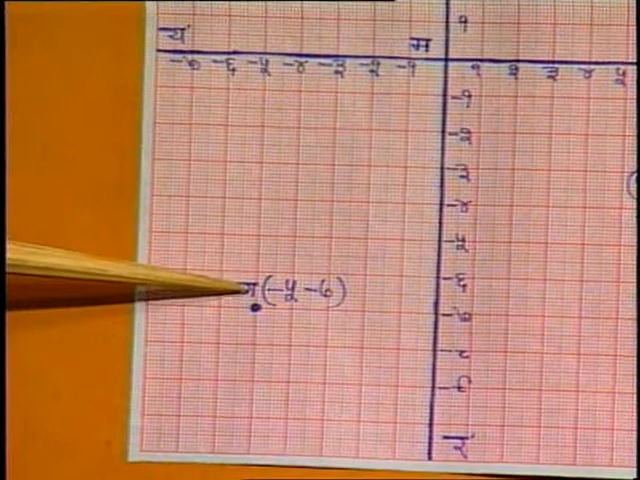 १
य' म
-७ -६ -५ -४ -३ -२ -१ १ २ ३ ४ ५
-१
-२
-३
-४
-५
-६
ग(-५ -७)
-७
-८
-९
र'